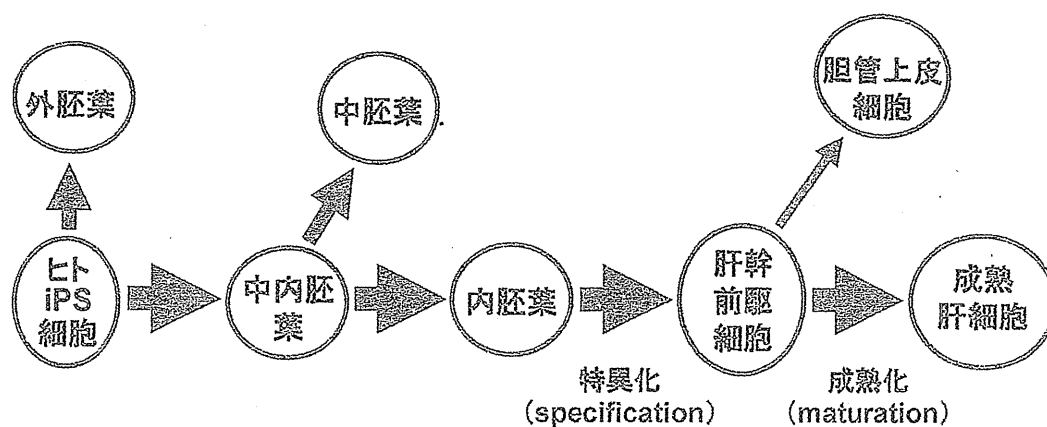 外胚葉
中胚葉
胆管上皮
細胞
ヒト
iPS
細胞
中内胚
葉
内胚葉
肝幹
前駆
細胞
成熟
肝細胞
特異化
(specification)
成熟化
(maturation)